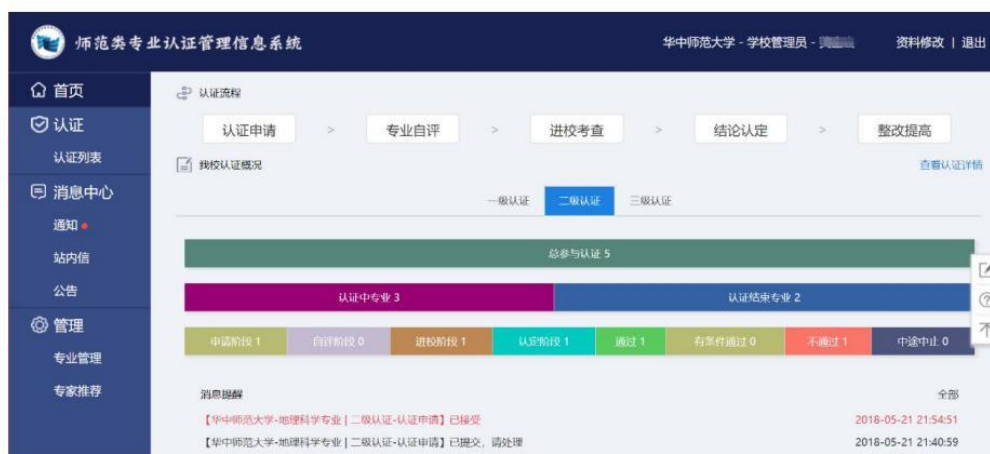 师范类专业认证管理信息系统
华中师范大学 - 学校管理员 -
资料修改 | 退出
首页
认证
认证列表
消息中心
通知
站内信
公告
管理
专业管理
专家推荐
认证流程
认证申请 > 专业自评 > 进校考查 > 结论认定 > 整改提高
我校认证概况
查看认证详情
一级认证 二级认证 三级认证
总参与认证 5
认证中专业 3 认证结束专业 2
申请阶段 1 自评阶段 0 进校阶段 1 认定阶段 1 通过 1 有条件通过 0 不通过 1 中途中止 0
消息提醒 全部
【华中师范大学-地理科学专业 | 二级认证-认证申请】已接受 2018-05-21 21:54:51
【华中师范大学-地理科学专业 | 二级认证-认证申请】已提交，请处理 2018-05-21 21:40:59